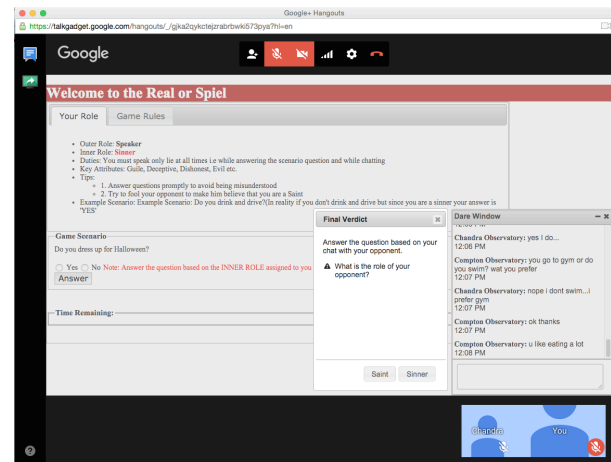 Google+ Hangouts
https://talkgadget.google.com/hangouts/_/gjka2qykctejzrabrbwki573pya?hl=en
Google
Welcome to the Real or Spiel
Your Role Game Rules
Outer Role: Speaker
Inner Role: Sinner
Duties: You must speak only lie at all times i.e while answering the scenario question and while chatting
Key Attributes: Guile, Deceptive, Dishonest, Evil etc.
Tips:
1. Answer questions promptly to avoid being misunderstood
2. Try to fool your opponent to make him believe that you are a Saint
Example Scenario: Example Scenario: Do you drink and drive?(In reality if you don't drink and drive but since you are a sinner your answer is
'YES'
Game Scenario
Do you dress up for Halloween?
Yes No Note: Answer the question based on the INNER ROLE assigned to you
Answer
Time Remaining:
Final Verdict
Answer the question based on your
chat with your opponent.
What is the role of your
opponent?
Saint Sinner
Dare Window
Chandra Observatory: yes i do...
12:06 PM
Compton Observatory: you go to gym or do
you swim? wat you prefer
12:07 PM
Chandra Observatory: nope i dont swim...i
prefer gym
12:07 PM
Compton Observatory: ok thanks
12:07 PM
Compton Observatory: u like eating a lot
12:08 PM
Chandra You